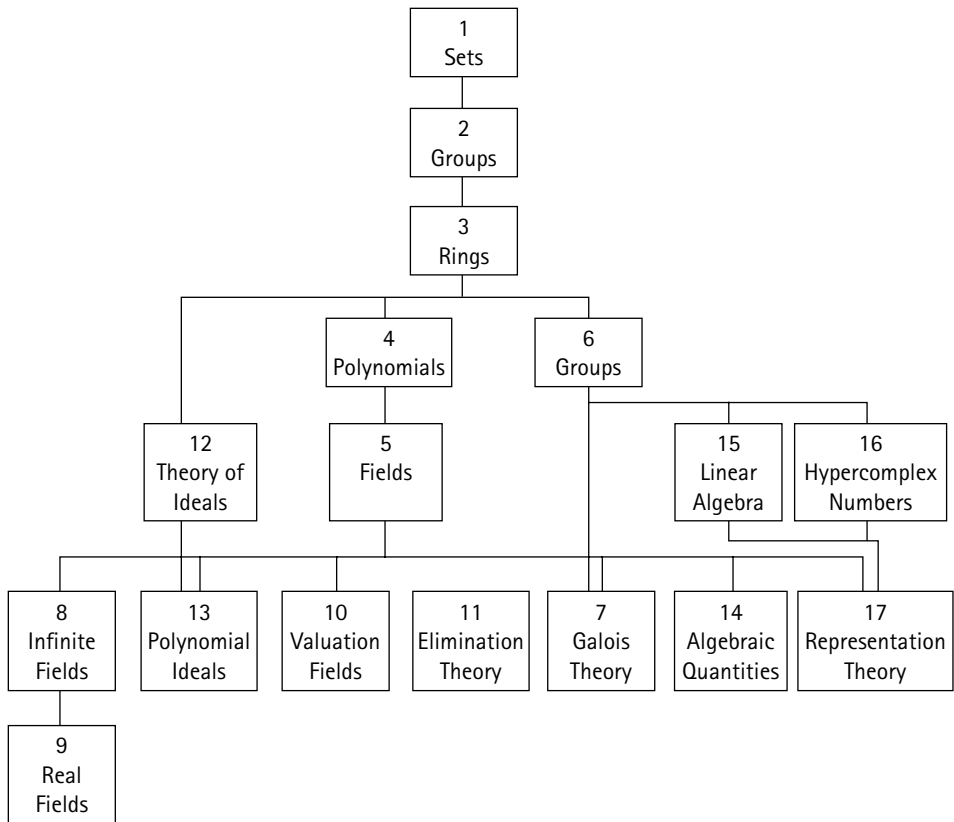 1
Sets
2
Groups
3
Rings
4
Polynomials
6
Groups
12
Theory of
Ideals
5
Fields
15
Linear
Algebra
16
Hypercomplex
Numbers
8
Infinite
Fields
13
Polynomial
Ideals
10
Valuation
Fields
11
Elimination
Theory
7
Galois
Theory
14
Algebraic
Quantities
17
Representation
Theory
9
Real
Fields